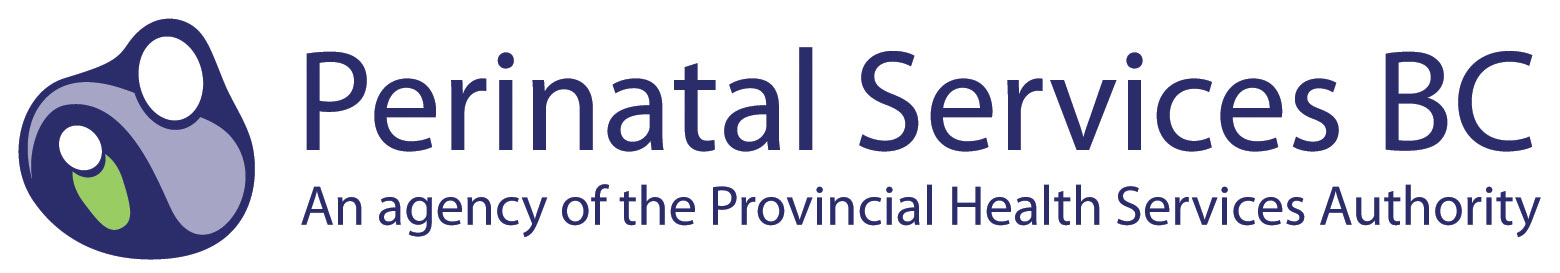 Perinatal Services BC
An agency of the Provincial Health Services Authority